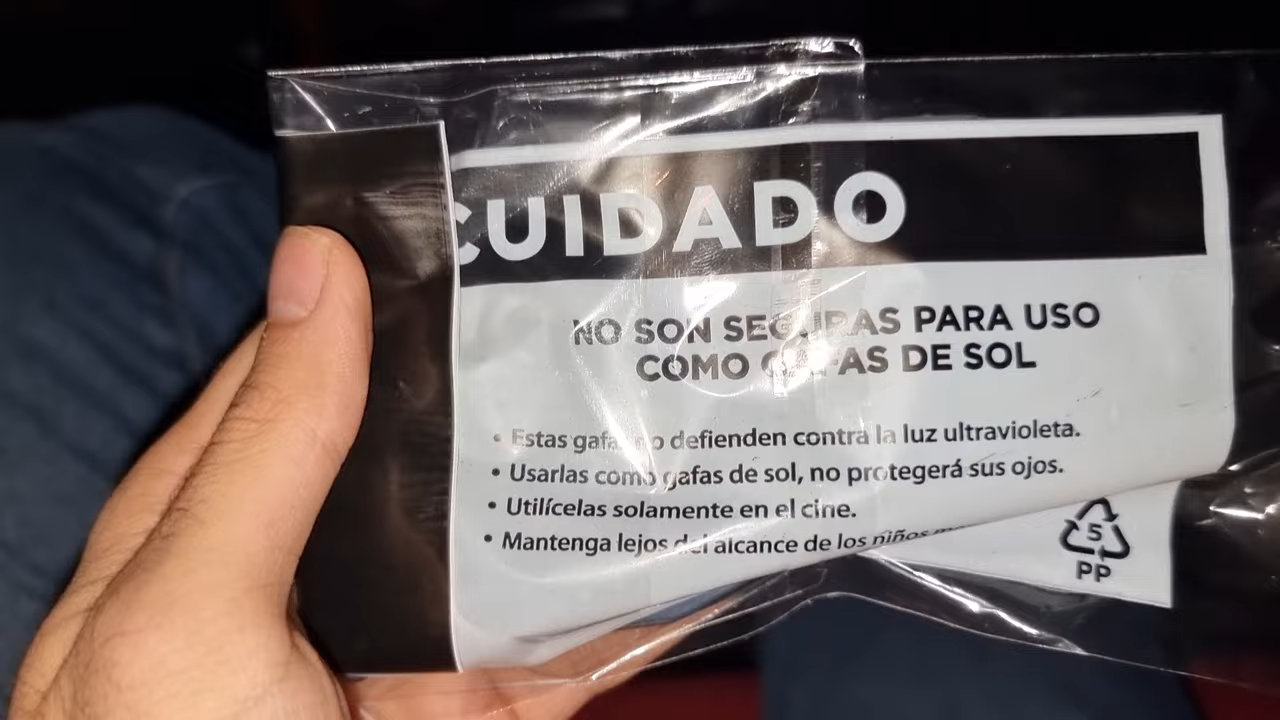 CUIDADO
NO SON SEGURAS PARA USO
COMO GAFAS DE SOL
• Estas gafas no defienden contra la luz ultravioleta.
• Usarlas como gafas de sol, no protegerá sus ojos.
• Utilícelas solamente en el cine.
• Mantenga lejos del alcance de los niños
5
PP